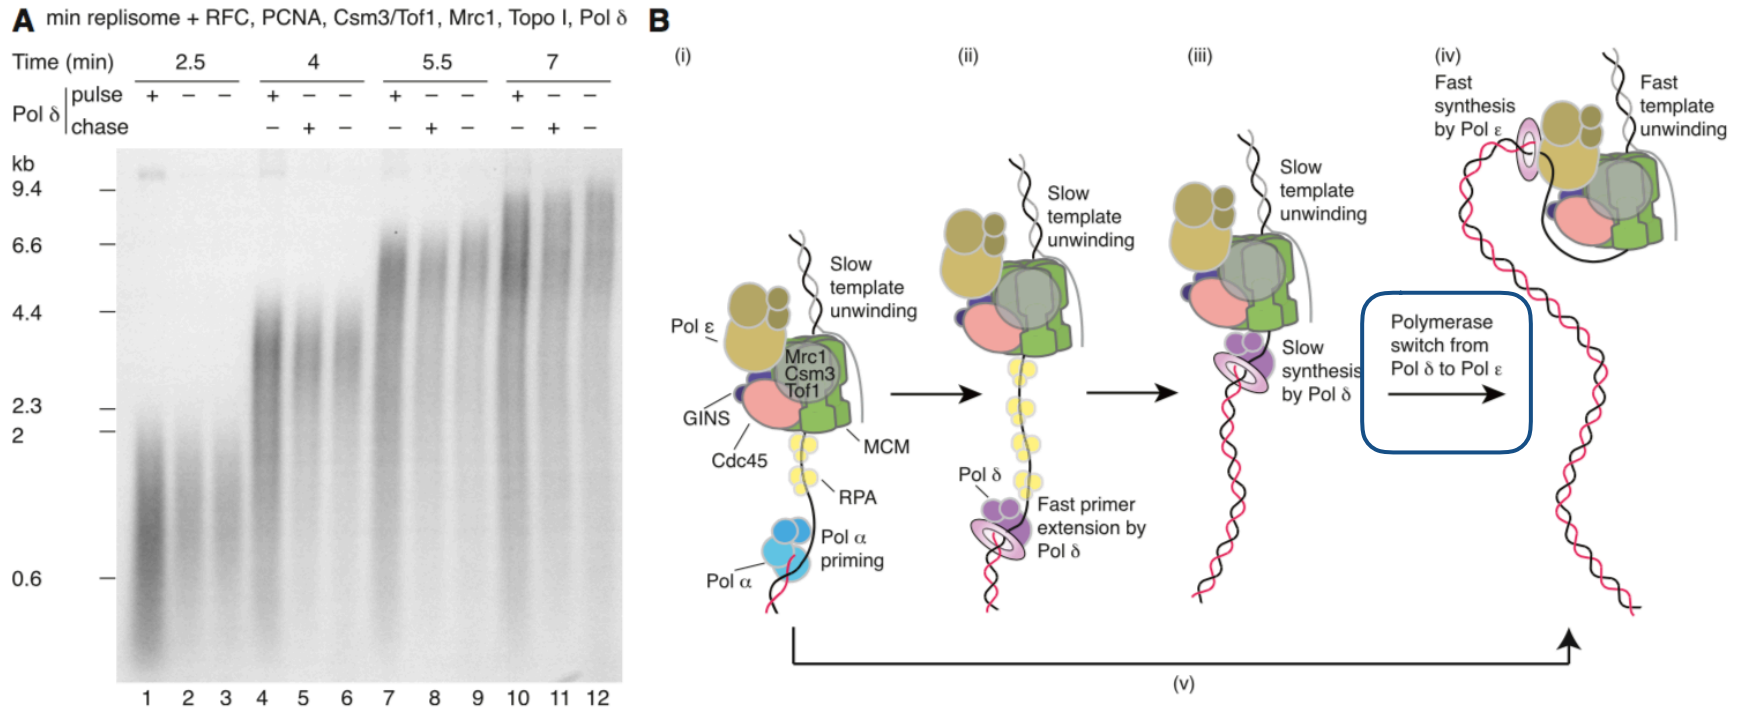 A min replisome + RFC, PCNA, Csm3/Tof1, Mrc1, Topo I, Pol δ
Time (min) 2.5 4 5.5 7
Pol δ
pulse + − − + − − + − − + − −
chase − + − − + − − + −
kb
9.4
6.6
4.4
2.3
2
0.6
1 2 3 4 5 6 7 8 9 10 11 12
B
(i)
Slow
template
unwinding
Pol ε
Mrc1
Csm3
Tof1
GINS
Cdc45
MCM
RPA
Pol α
priming
Pol α
(ii)
Slow
template
unwinding
Pol δ
Fast primer
extension by
Pol δ
(iii)
Slow
template
unwinding
Slow
synthesis
by Pol δ
Polymerase
switch from
Pol δ to Pol ε
(iv)
Fast
synthesis
by Pol ε
Fast
template
unwinding
(v)